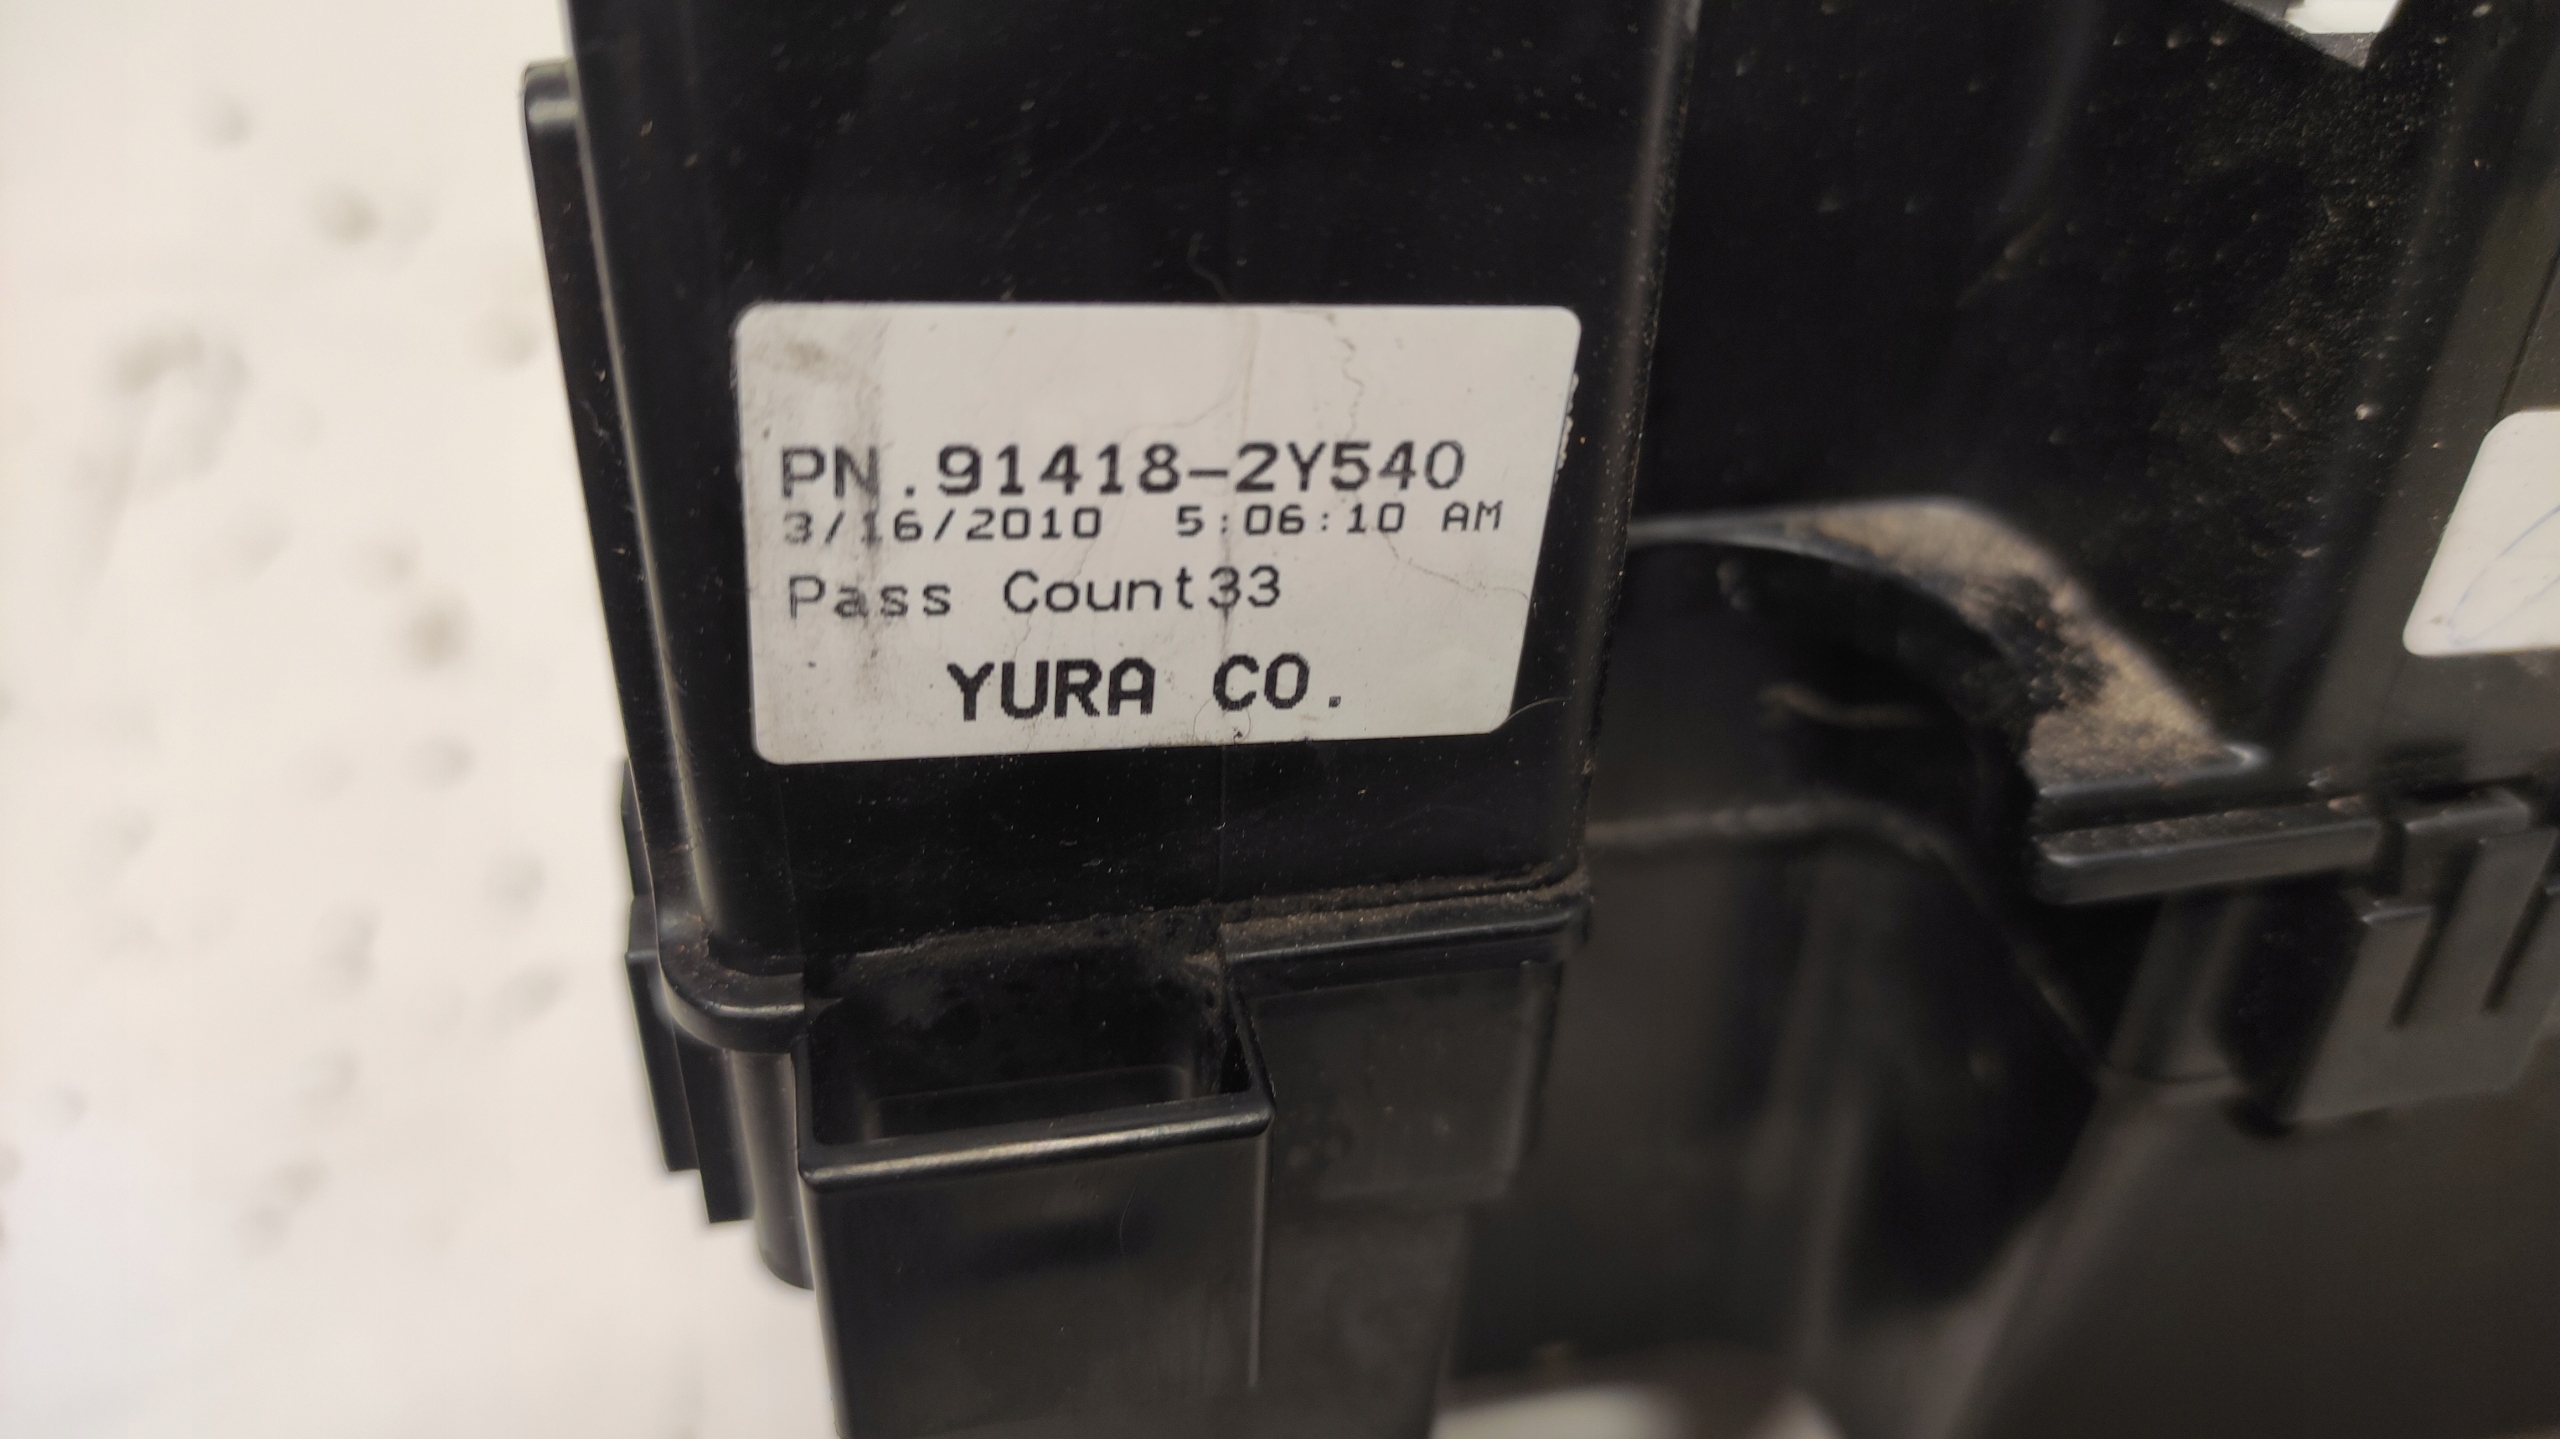 PN.91418-2Y540
3/16/2010 5:06:10 AM
Pass Count33
YURA CO.